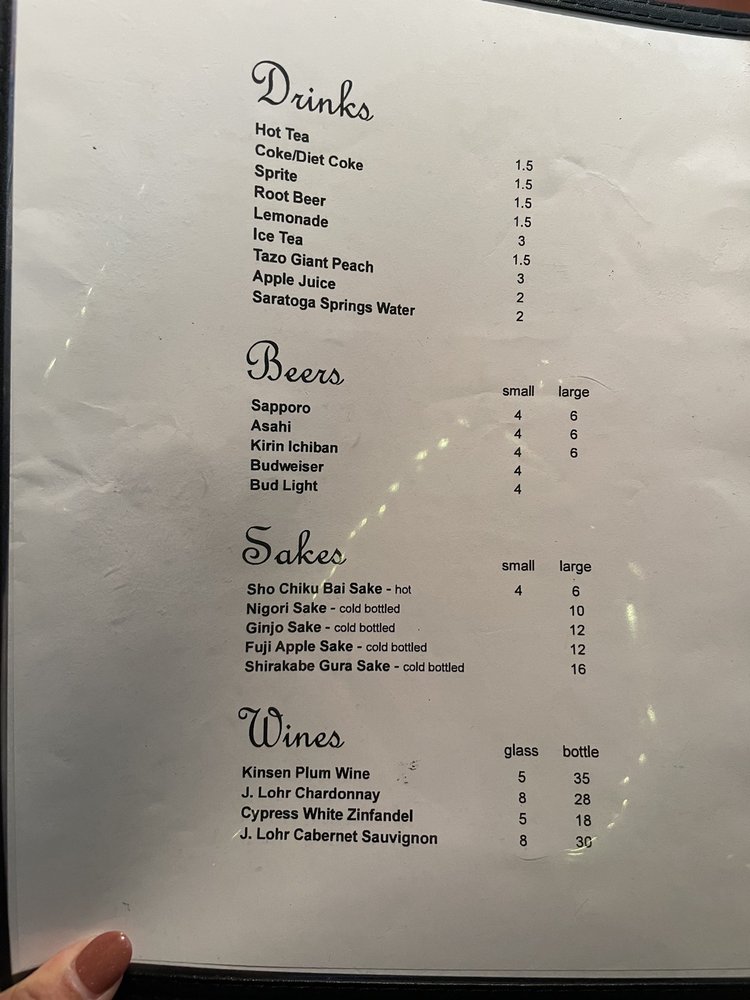 Drinks
Hot Tea 1.5
Coke/Diet Coke 1.5
Sprite 1.5
Root Beer 1.5
Lemonade 3
Ice Tea 1.5
Tazo Giant Peach 3
Apple Juice 2
Saratoga Springs Water 2
Beers small large
Sapporo 4 6
Asahi 4 6
Kirin Ichiban 4 6
Budweiser 4
Bud Light 4
Sakes small large
Sho Chiku Bai Sake - hot 4 6
Nigori Sake - cold bottled 10
Ginjo Sake - cold bottled 12
Fuji Apple Sake - cold bottled 12
Shirakabe Gura Sake - cold bottled 16
Wines glass bottle
Kinsen Plum Wine 5 35
J. Lohr Chardonnay 8 28
Cypress White Zinfandel 5 18
J. Lohr Cabernet Sauvignon 8 30